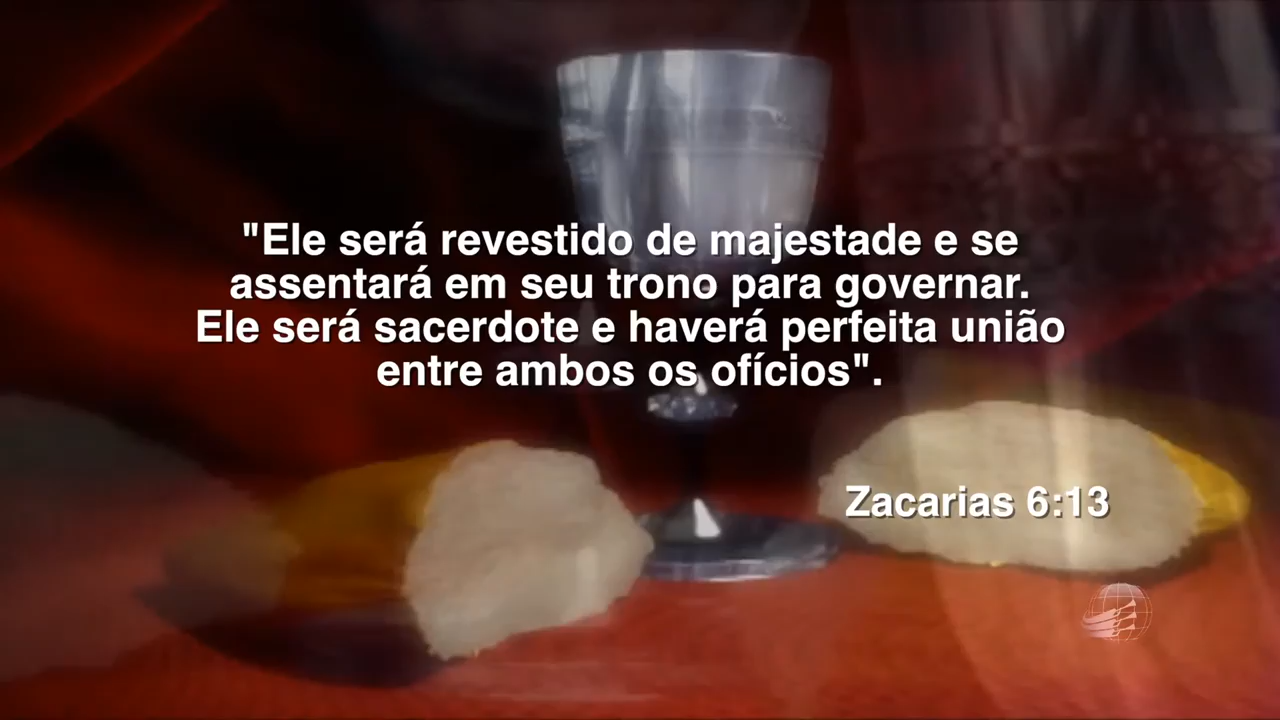 "Ele será revestido de majestade e se
assentará em seu trono para governar.
Ele será sacerdote e haverá perfeita união
entre ambos os ofícios".
Zacarias 6:13